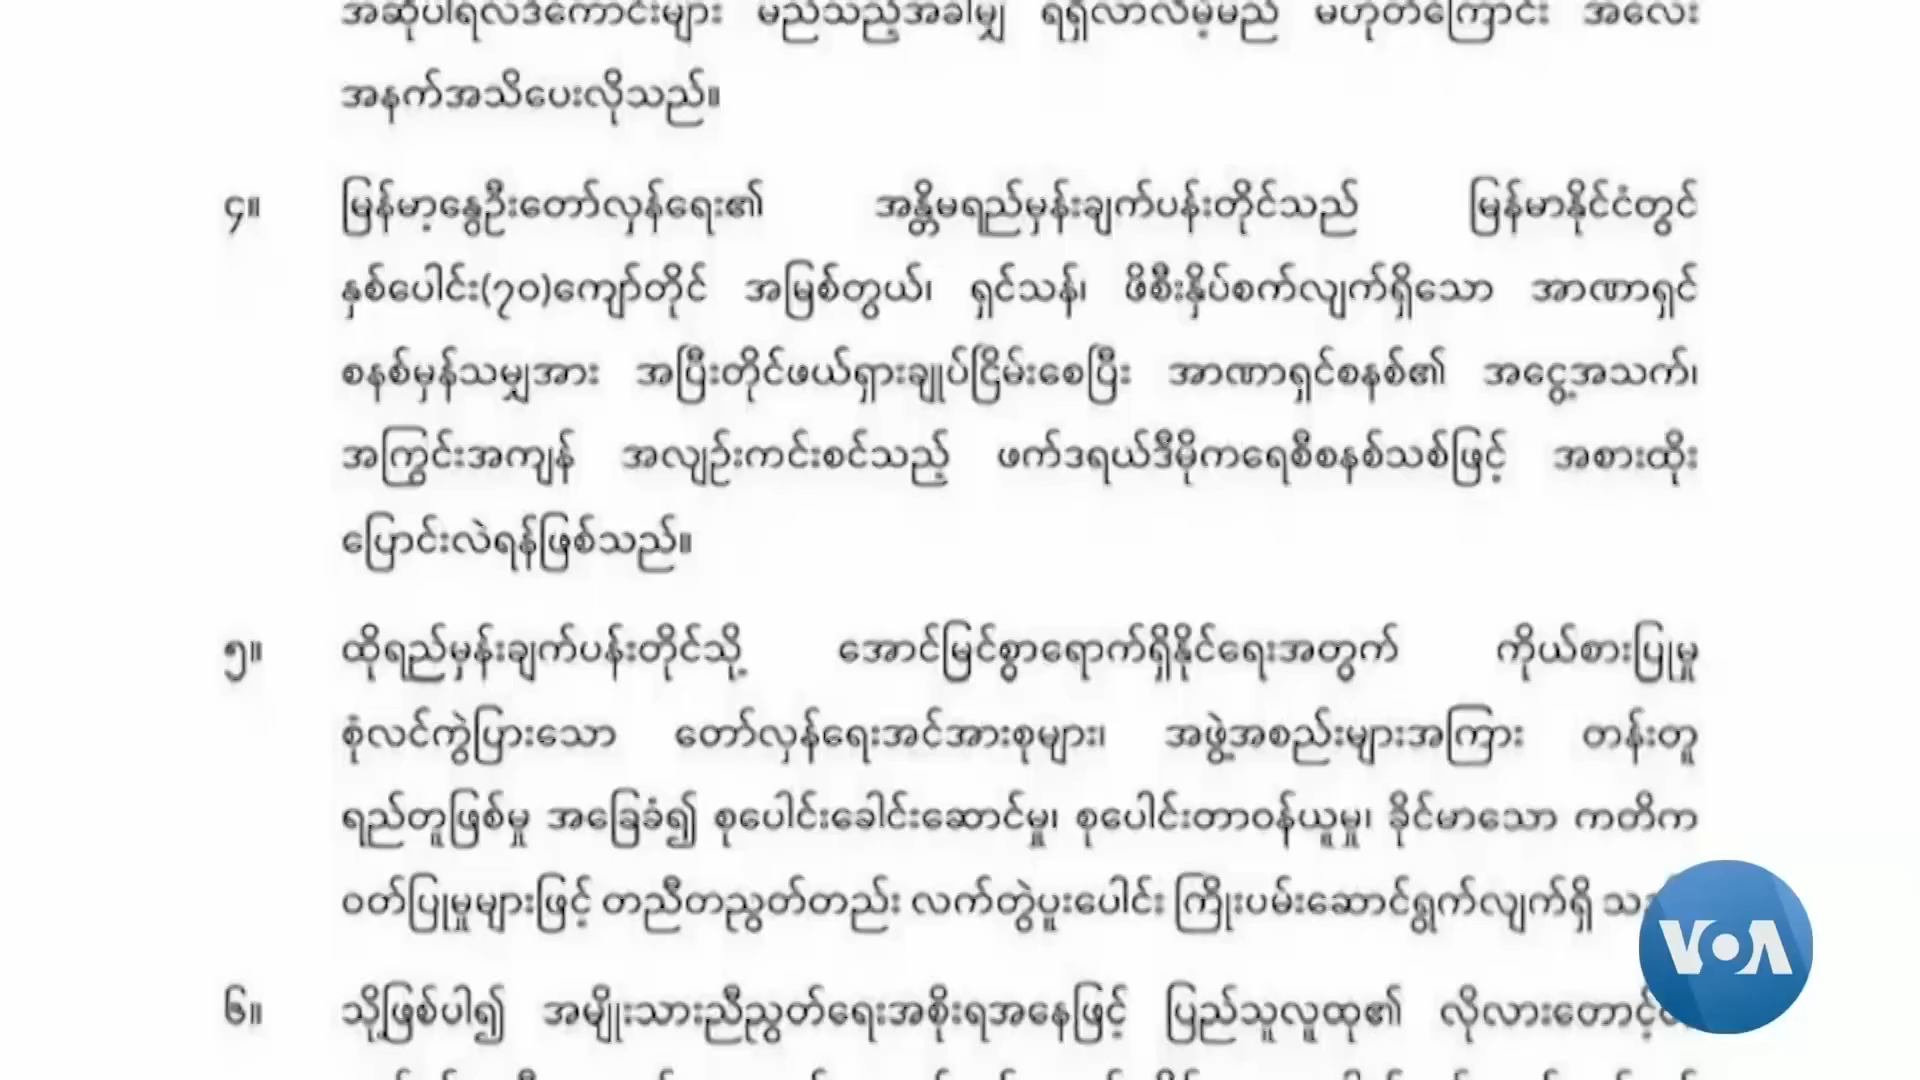 အဆိုပါရလဒ်ကောင်းများ မည်သည့်အခါမျှ ရရှိလာလိမ့်မည် မဟုတ်ကြောင်း အလေး
အနက်အသိပေးလိုသည်။
၄။ မြန်မာ့နွေဦးတော်လှန်ရေး၏ အန္တိမရည်မှန်းချက်ပန်းတိုင်သည် မြန်မာနိုင်ငံတွင်
နှစ်ပေါင်း(၇၀)ကျော်တိုင် အမြစ်တွယ်၊ ရှင်သန်၊ ဖိစီးနှိပ်စက်လျက်ရှိသော အာဏာရှင်
စနစ်မှန်သမျှအား အပြီးတိုင်ဖယ်ရှားချုပ်ငြိမ်းစေပြီး အာဏာရှင်စနစ်၏ အငွေ့အသက်၊
အကြွင်းအကျန် အလျဉ်းကင်းစင်သည့် ဖက်ဒရယ်ဒီမိုကရေစီစနစ်သစ်ဖြင့် အစားထိုး
ပြောင်းလဲရန်ဖြစ်သည်။
၅။ ထိုရည်မှန်းချက်ပန်းတိုင်သို့ အောင်မြင်စွာရောက်ရှိနိုင်ရေးအတွက် ကိုယ်စားပြုမှု
စုံလင်ကွဲပြားသော တော်လှန်ရေးအင်အားစုများ၊ အဖွဲ့အစည်းများအကြား တန်းတူ
ရည်တူဖြစ်မှု အခြေခံ၍ စုပေါင်းခေါင်းဆောင်မှု၊ စုပေါင်းတာဝန်ယူမှု၊ ခိုင်မာသော ကတိက
ဝတ်ပြုမှုများဖြင့် တညီတညွတ်တည်း လက်တွဲပူးပေါင်း ကြိုးပမ်းဆောင်ရွက်လျက်ရှိ
VOA
၆။ သို့ဖြစ်ပါ၍ အမျိုးသားညီညွတ်ရေးအစိုးရအနေဖြင့် ပြည်သူလူထု၏